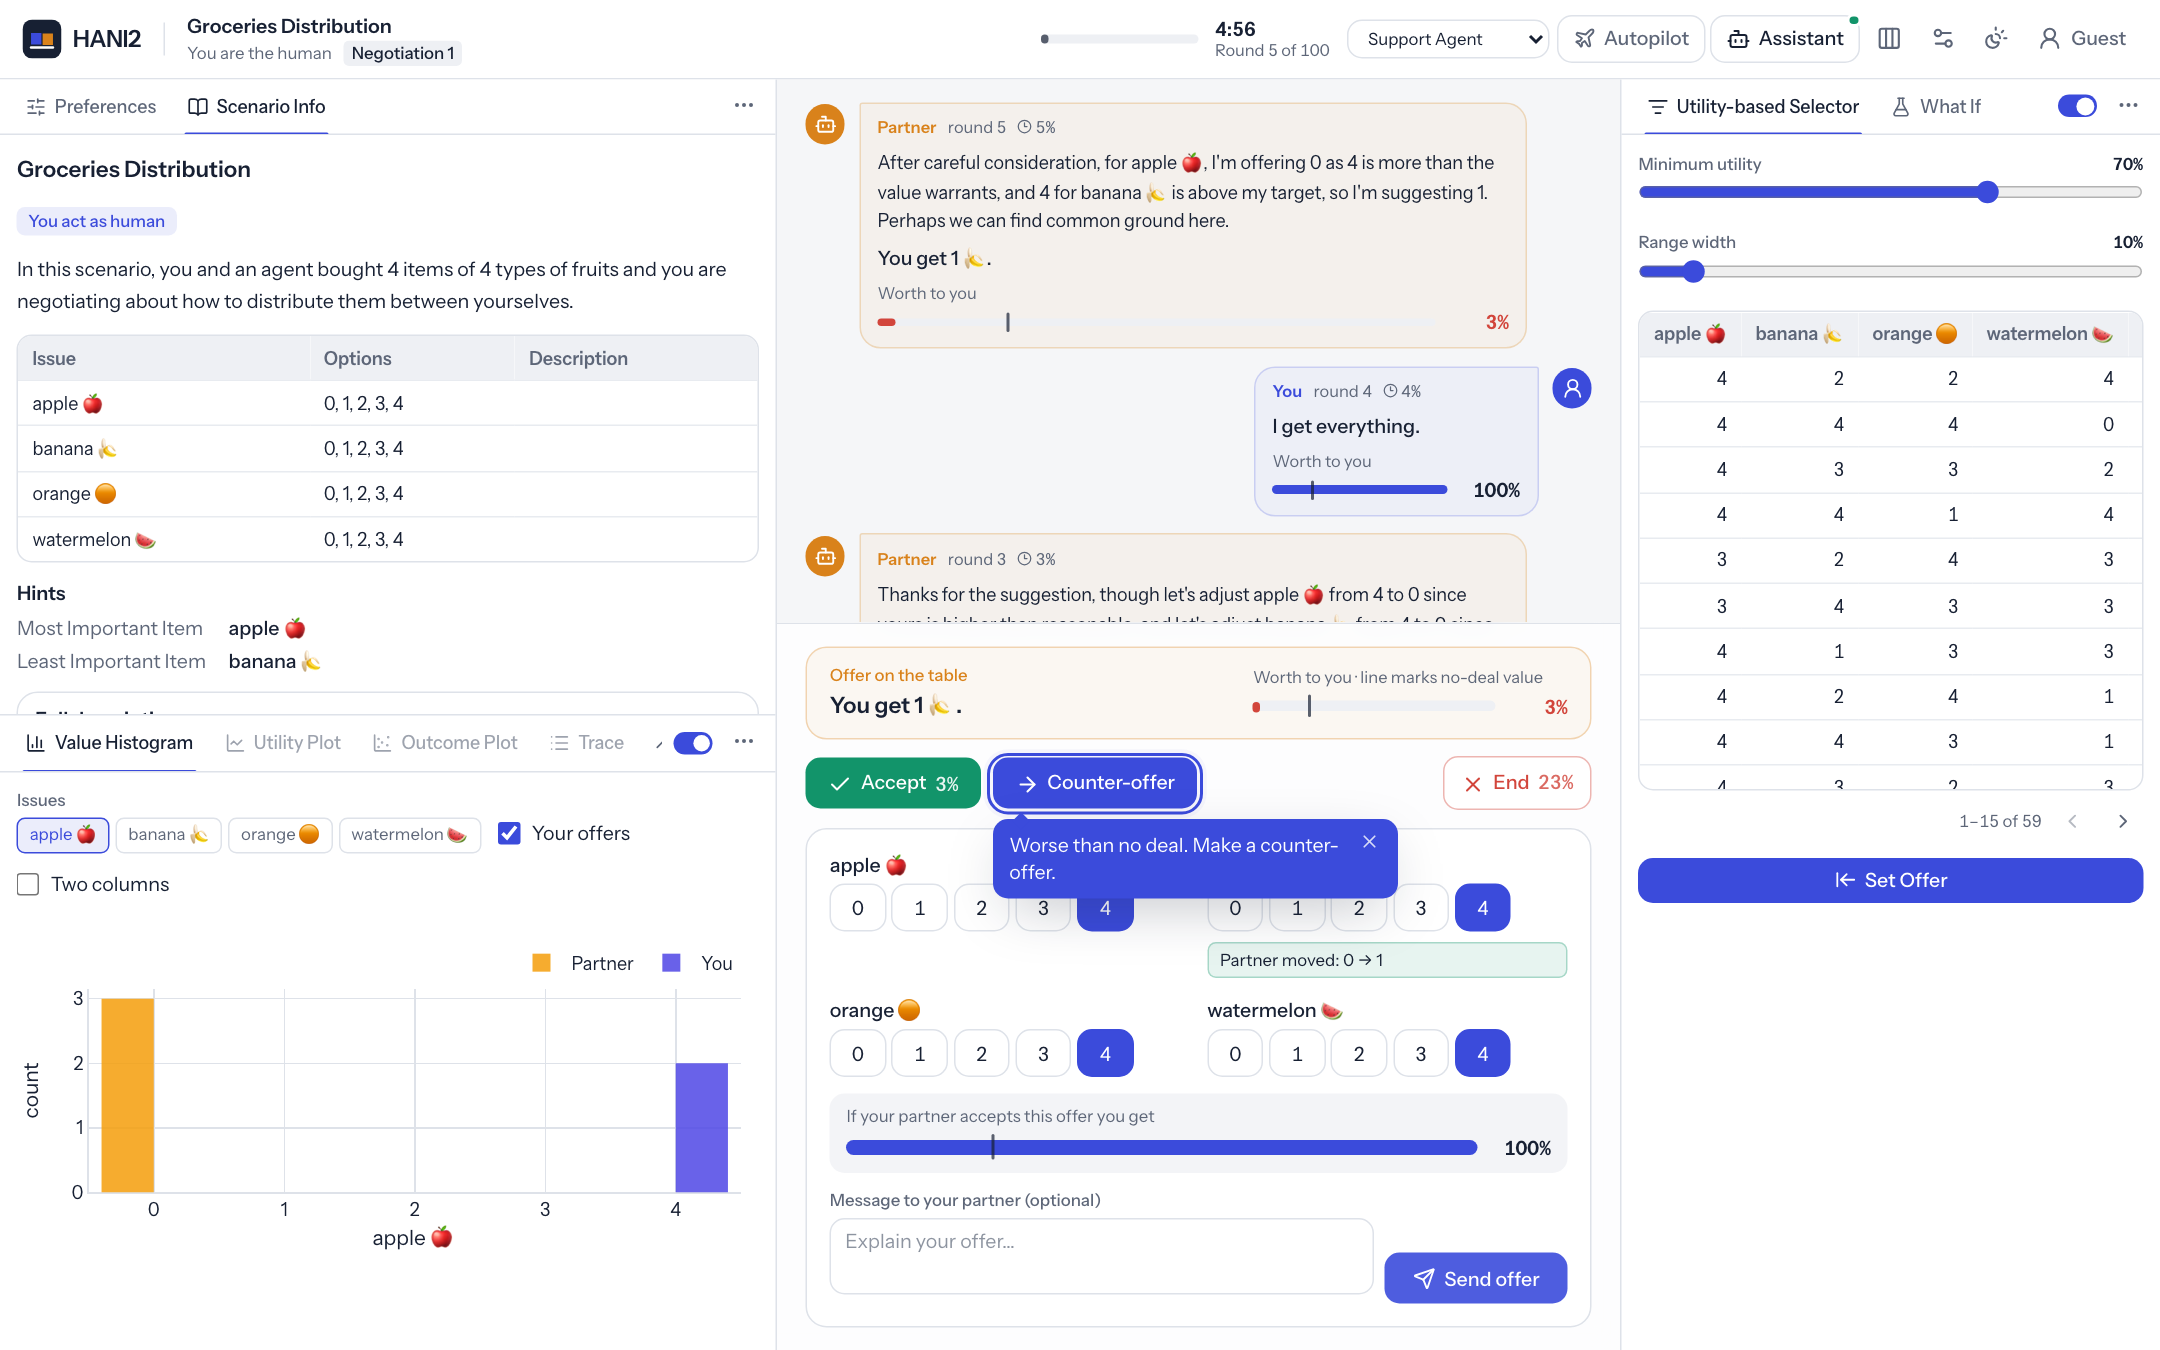 HANI2
Groceries Distribution
You are the human Negotiation 1
4:56
Round 5 of 100
Support Agent
Autopilot
Assistant
Guest
Preferences
Scenario Info
Groceries Distribution
You act as human
In this scenario, you and an agent bought 4 items of 4 types of fruits and you are
negotiating about how to distribute them between yourselves.
Issue Options Description
apple 🍎 0, 1, 2, 3, 4
banana 🍌 0, 1, 2, 3, 4
orange 🟠 0, 1, 2, 3, 4
watermelon 🍉 0, 1, 2, 3, 4
Hints
Most Important Item apple 🍎
Least Important Item banana 🍌
Value Histogram
Utility Plot
Outcome Plot
Trace
Issues
apple 🍎 banana 🍌 orange 🟠 watermelon 🍉 Your offers
Two columns
Partner You
3
2
1
0
count
0 1 2 3 4
apple 🍎
Partner round 5 5%
After careful consideration, for apple 🍎, I'm offering 0 as 4 is more than the
value warrants, and 4 for banana 🍌 is above my target, so I'm suggesting 1.
Perhaps we can find common ground here.
You get 1 🍌.
Worth to you
3%
You round 4 4%
I get everything.
Worth to you
100%
Partner round 3 3%
Thanks for the suggestion, though let's adjust apple 🍎 from 4 to 0 since
Offer on the table
You get 1 🍌 .
Worth to you · line marks no-deal value
3%
Accept 3%
Counter-offer
End 23%
Worse than no deal. Make a counter-
offer.
apple 🍎
0 1 2 3 4
0 1 2 3 4
Partner moved: 0 → 1
orange 🟠
0 1 2 3 4
watermelon 🍉
0 1 2 3 4
If your partner accepts this offer you get
100%
Message to your partner (optional)
Explain your offer...
Send offer
Utility-based Selector
What If
Minimum utility 70%
Range width 10%
apple 🍎 banana 🍌 orange 🟠 watermelon 🍉
4 2 2 4
4 4 4 0
4 3 3 2
4 4 1 4
3 2 4 3
3 4 3 3
4 1 3 3
4 2 4 1
4 4 3 1
4 3 2 3
1–15 of 59
Set Offer